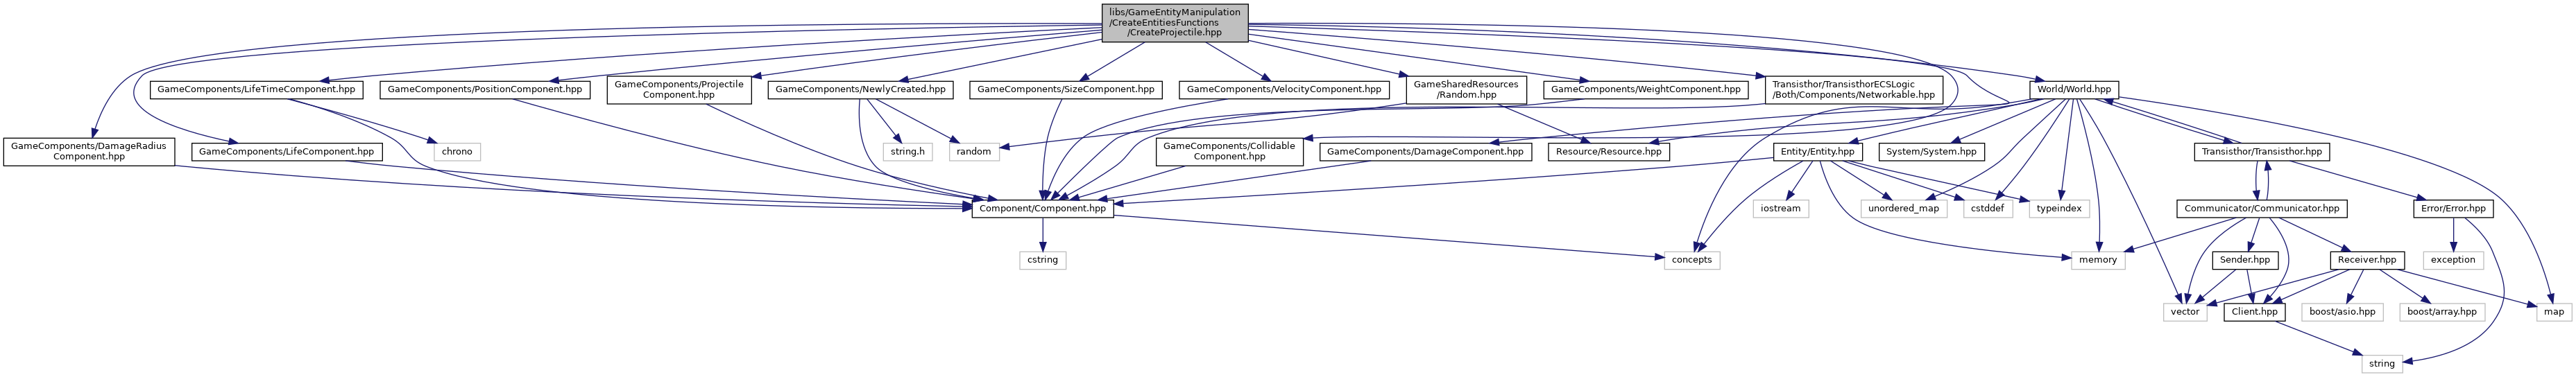 libs/GameEntityManipulation
/CreateEntitiesFunctions
/CreateProjectile.hpp
GameComponents/LifeTimeComponent.hpp
GameComponents/PositionComponent.hpp
GameComponents/Projectile
Component.hpp
GameComponents/NewlyCreated.hpp
GameComponents/SizeComponent.hpp
GameComponents/VelocityComponent.hpp
GameSharedResources
/Random.hpp
GameComponents/WeightComponent.hpp
Transisthor/TransisthorECSLogic
/Both/Components/Networkable.hpp
World/World.hpp
GameComponents/DamageRadius
Component.hpp
GameComponents/LifeComponent.hpp
chrono
string.h
random
GameComponents/Collidable
Component.hpp
GameComponents/DamageComponent.hpp
Resource/Resource.hpp
Entity/Entity.hpp
System/System.hpp
Transisthor/Transisthor.hpp
Component/Component.hpp
iostream
unordered_map
cstddef
typeindex
Communicator/Communicator.hpp
Error/Error.hpp
cstring
concepts
memory
Sender.hpp
Receiver.hpp
exception
vector
Client.hpp
boost/asio.hpp
boost/array.hpp
map
string